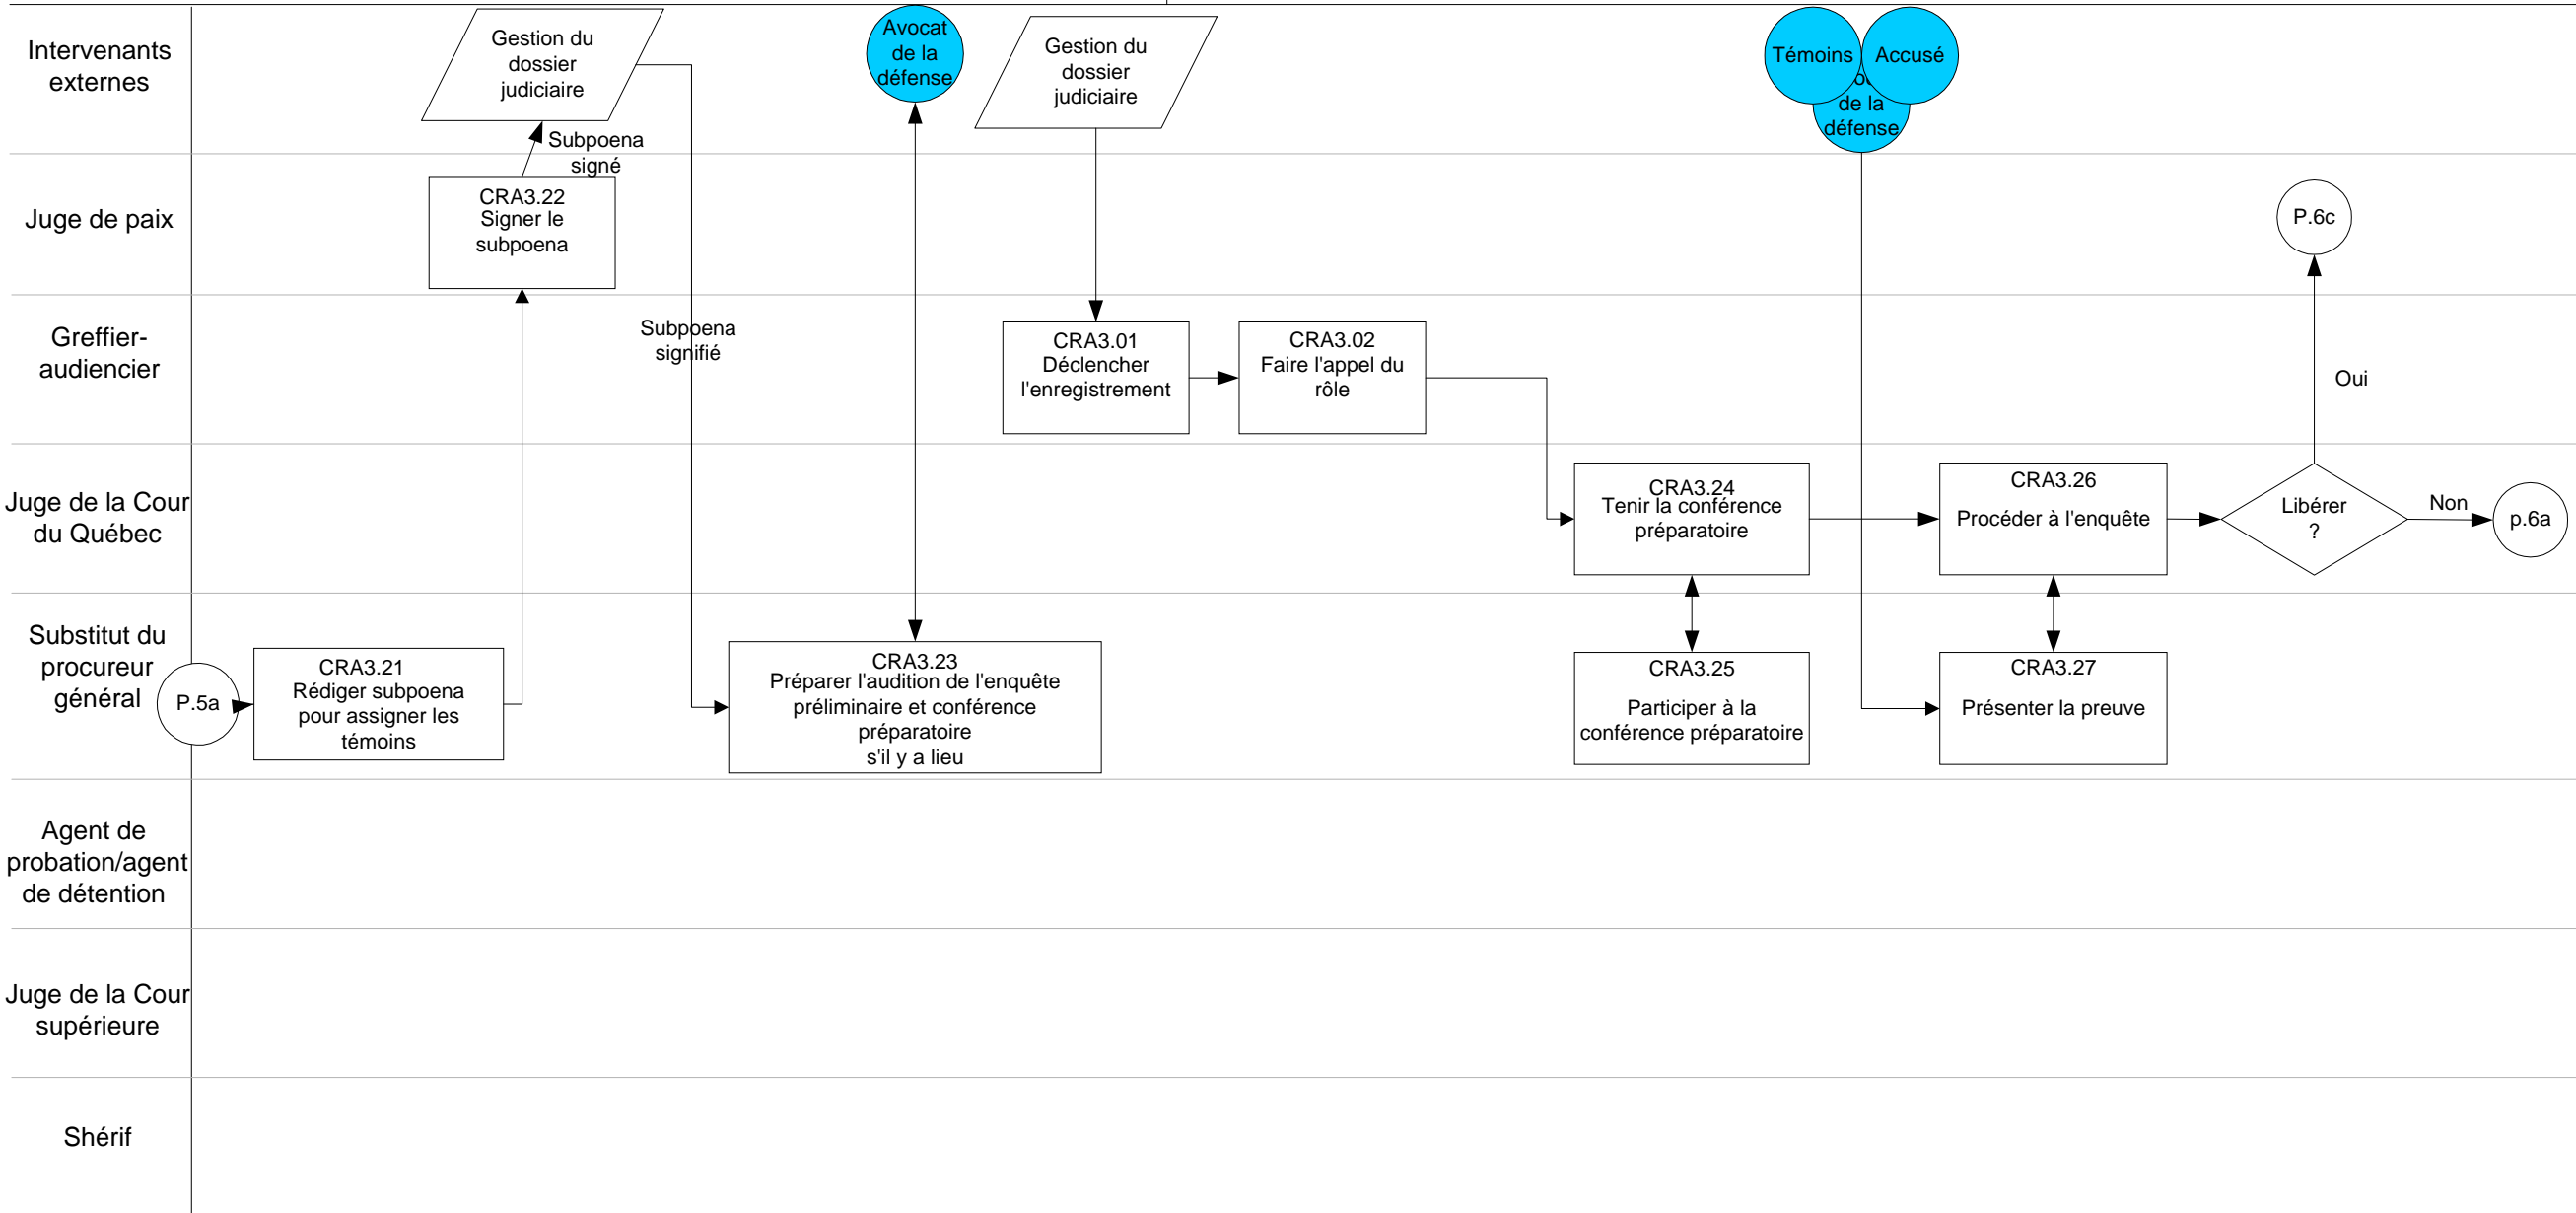 Intervenants
externes
Gestion du
dossier
judiciaire
Avocat
de la
défense
Gestion du
dossier
judiciaire
Témoins
Accusé
de la
défense
Subpoena
signé
Juge de paix
CRA3.22
Signer le
subpoena
P.6c
Greffier-
audiencier
Subpoena
signifié
CRA3.01
Déclencher
l'enregistrement
CRA3.02
Faire l'appel du
rôle
Oui
Juge de la Cour
du Québec
CRA3.24
Tenir la conférence
préparatoire
CRA3.26
Procéder à l'enquête
Libérer
?
Non
p.6a
Substitut du
procureur
général
P.5a
CRA3.21
Rédiger subpoena
pour assigner les
témoins
CRA3.23
Préparer l'audition de l'enquête
préliminaire et conférence
préparatoire
s'il y a lieu
CRA3.25
Participer à la
conférence préparatoire
CRA3.27
Présenter la preuve
Agent de
probation/agent
de détention
Juge de la Cour
supérieure
Shérif